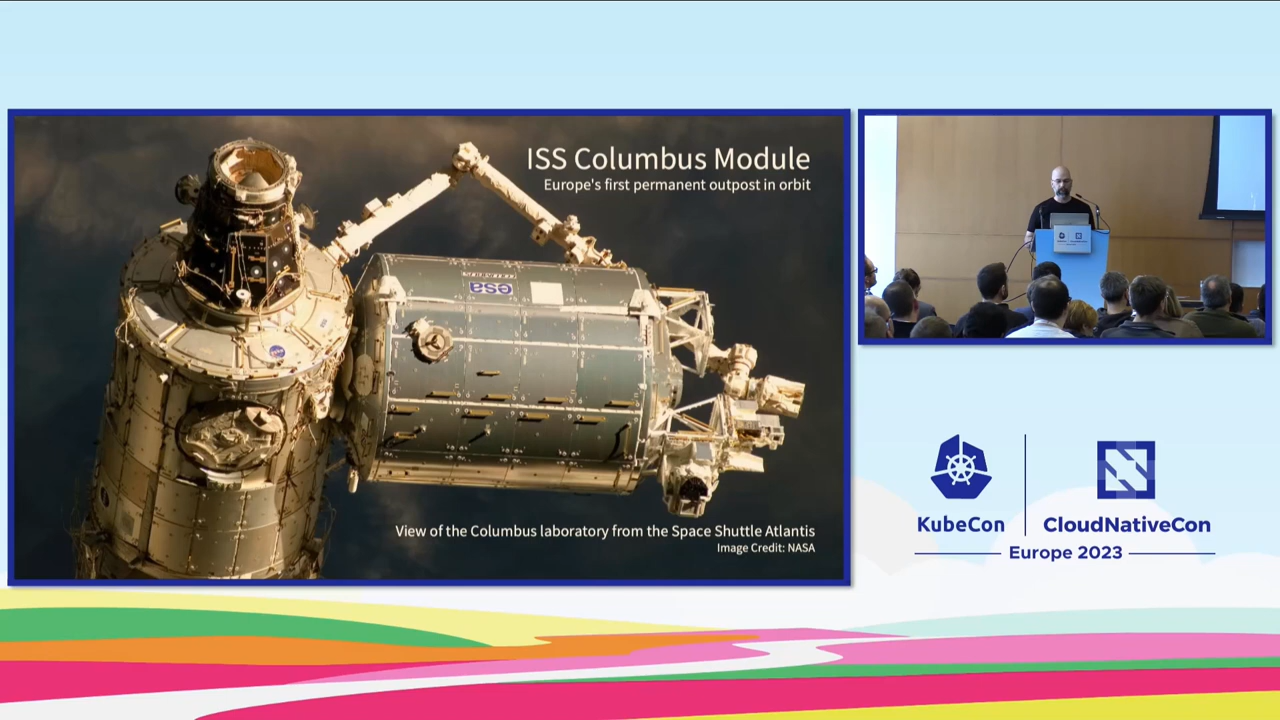 ISS Columbus Module
Europe's first permanent outpost in orbit
esa
View of the Columbus laboratory from the Space Shuttle Atlantis
Image Credit: NASA
KubeCon
CloudNativeCon
Europe 2023